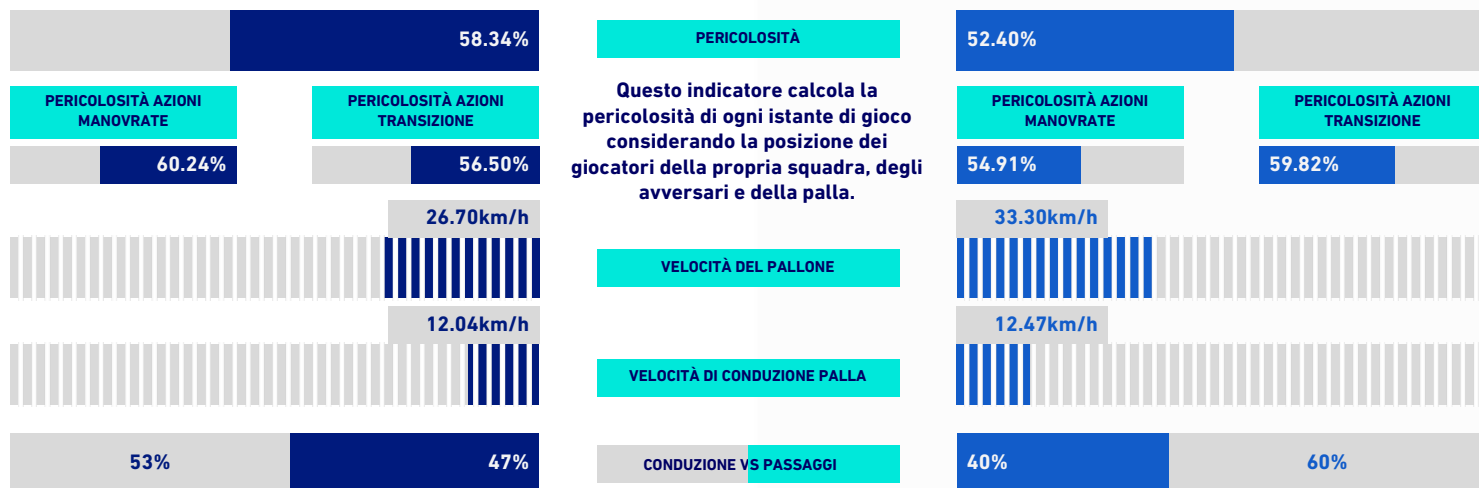 58.34%
PERICOLOSITÀ
52.40%
PERICOLOSITÀ AZIONI
MANOVRATE
PERICOLOSITÀ AZIONI
TRANSIZIONE
Questo indicatore calcola la
pericolosità di ogni istante di gioco
considerando la posizione dei
giocatori della propria squadra, degli
avversari e della palla.
PERICOLOSITÀ AZIONI
MANOVRATE
PERICOLOSITÀ AZIONI
TRANSIZIONE
60.24%
56.50%
54.91%
59.82%
26.70km/h
33.30km/h
VELOCITÀ DEL PALLONE
12.04km/h
12.47km/h
VELOCITÀ DI CONDUZIONE PALLA
53%
47%
CONDUZIONE VS PASSAGGI
40%
60%